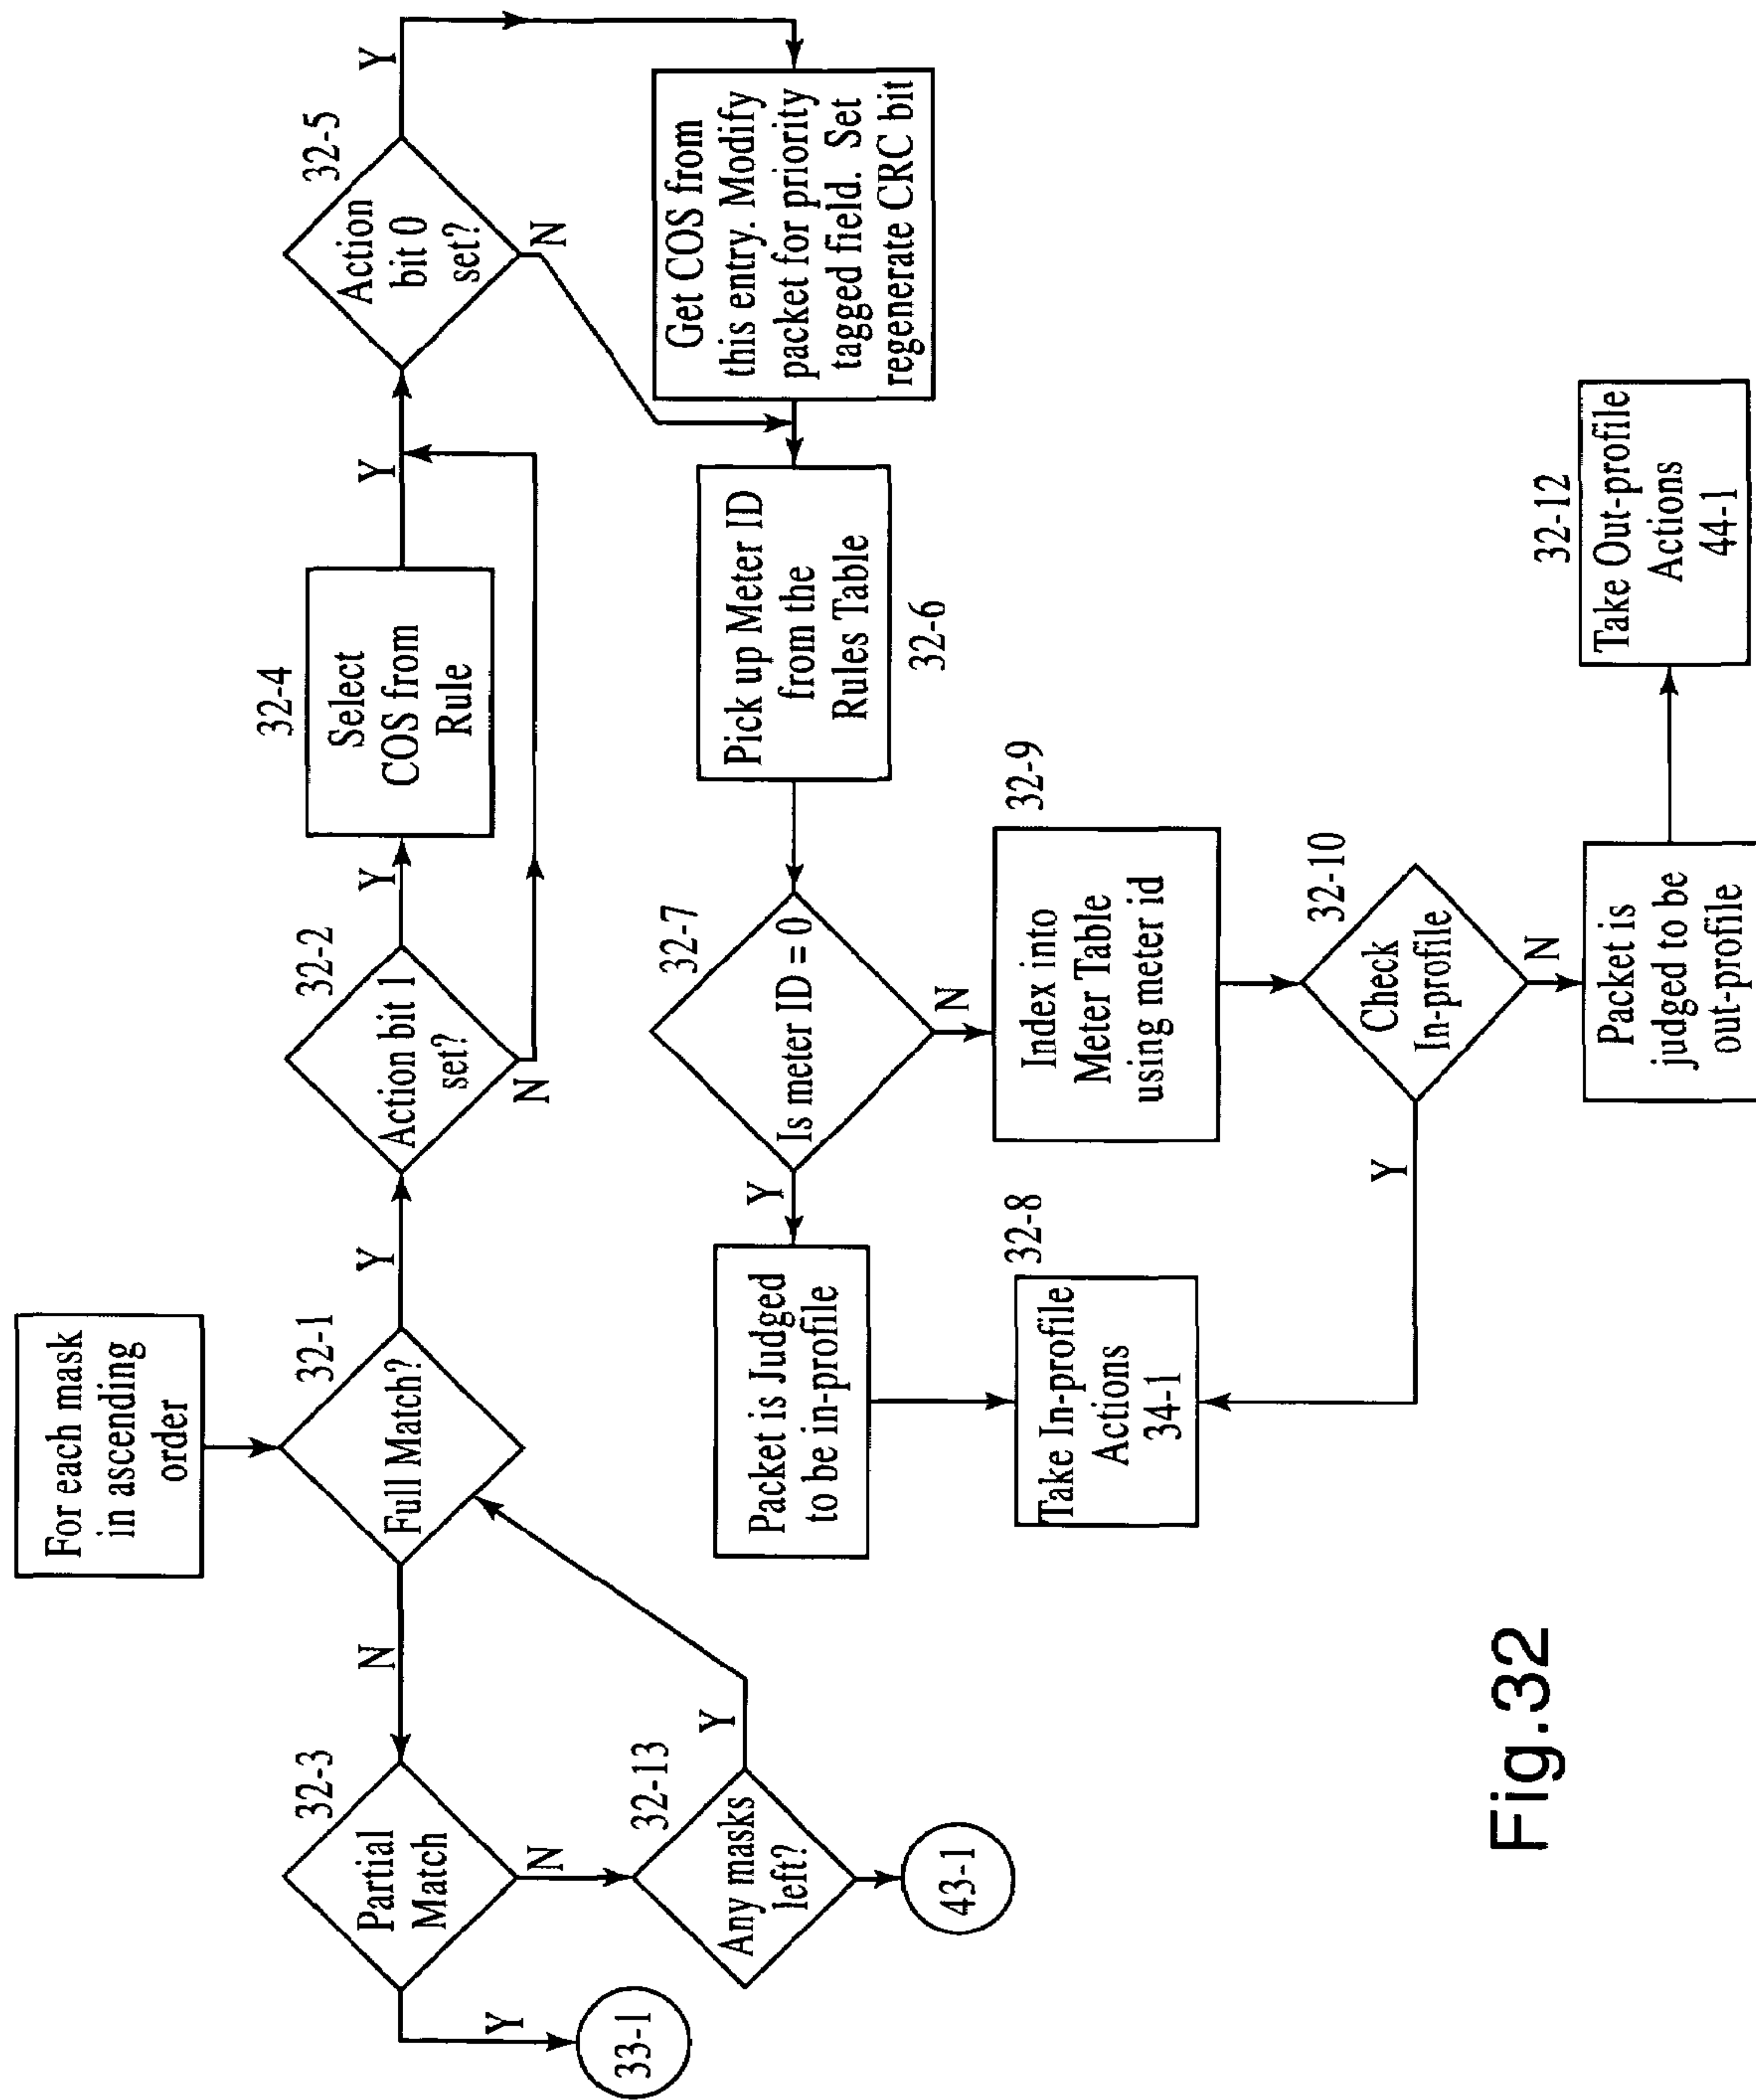 For each mask
in ascending
order
32-1
Full Match?
Y
N
32-2
Action bit 1
set?
Y
N
32-4
Select
COS from
Rule
Y
32-5
Action
bit 0
set?
Y
N
Get COS from
this entry. Modify
packet for priority
tagged field. Set
regenerate CRC bit
32-3
Partial
Match
Y
N
33-1
32-13
Any masks
left?
Y
43-1
Pick up Meter ID
from the
Rules Table
32-6
32-7
Is meter ID = 0
Y
N
Packet is Judged
to be in-profile
32-8
Take In-profile
Actions
34-1
32-9
Index into
Meter Table
using meter id
32-10
Check
In-profile
Y
N
Packet is
judged to be
out-profile
32-12
Take Out-profile
Actions
44-1
Fig.32